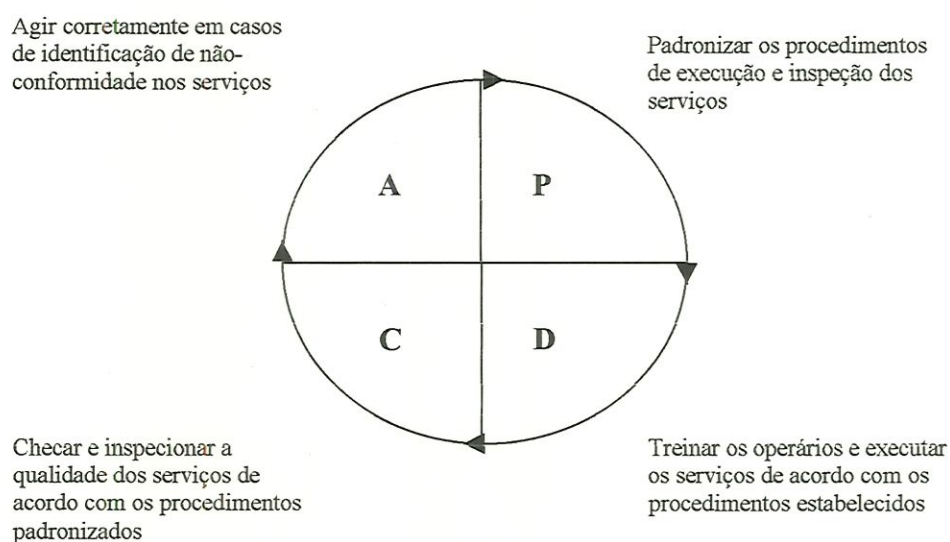 Agir corretamente em casos
de identificação de não-
conformidade nos serviços
Padronizar os procedimentos
de execução e inspeção dos
serviços
A
P
C
D
Checar e inspecionar a
qualidade dos serviços de
acordo com os procedimentos
padronizados
Treinar os operários e executar
os serviços de acordo com os
procedimentos estabelecidos